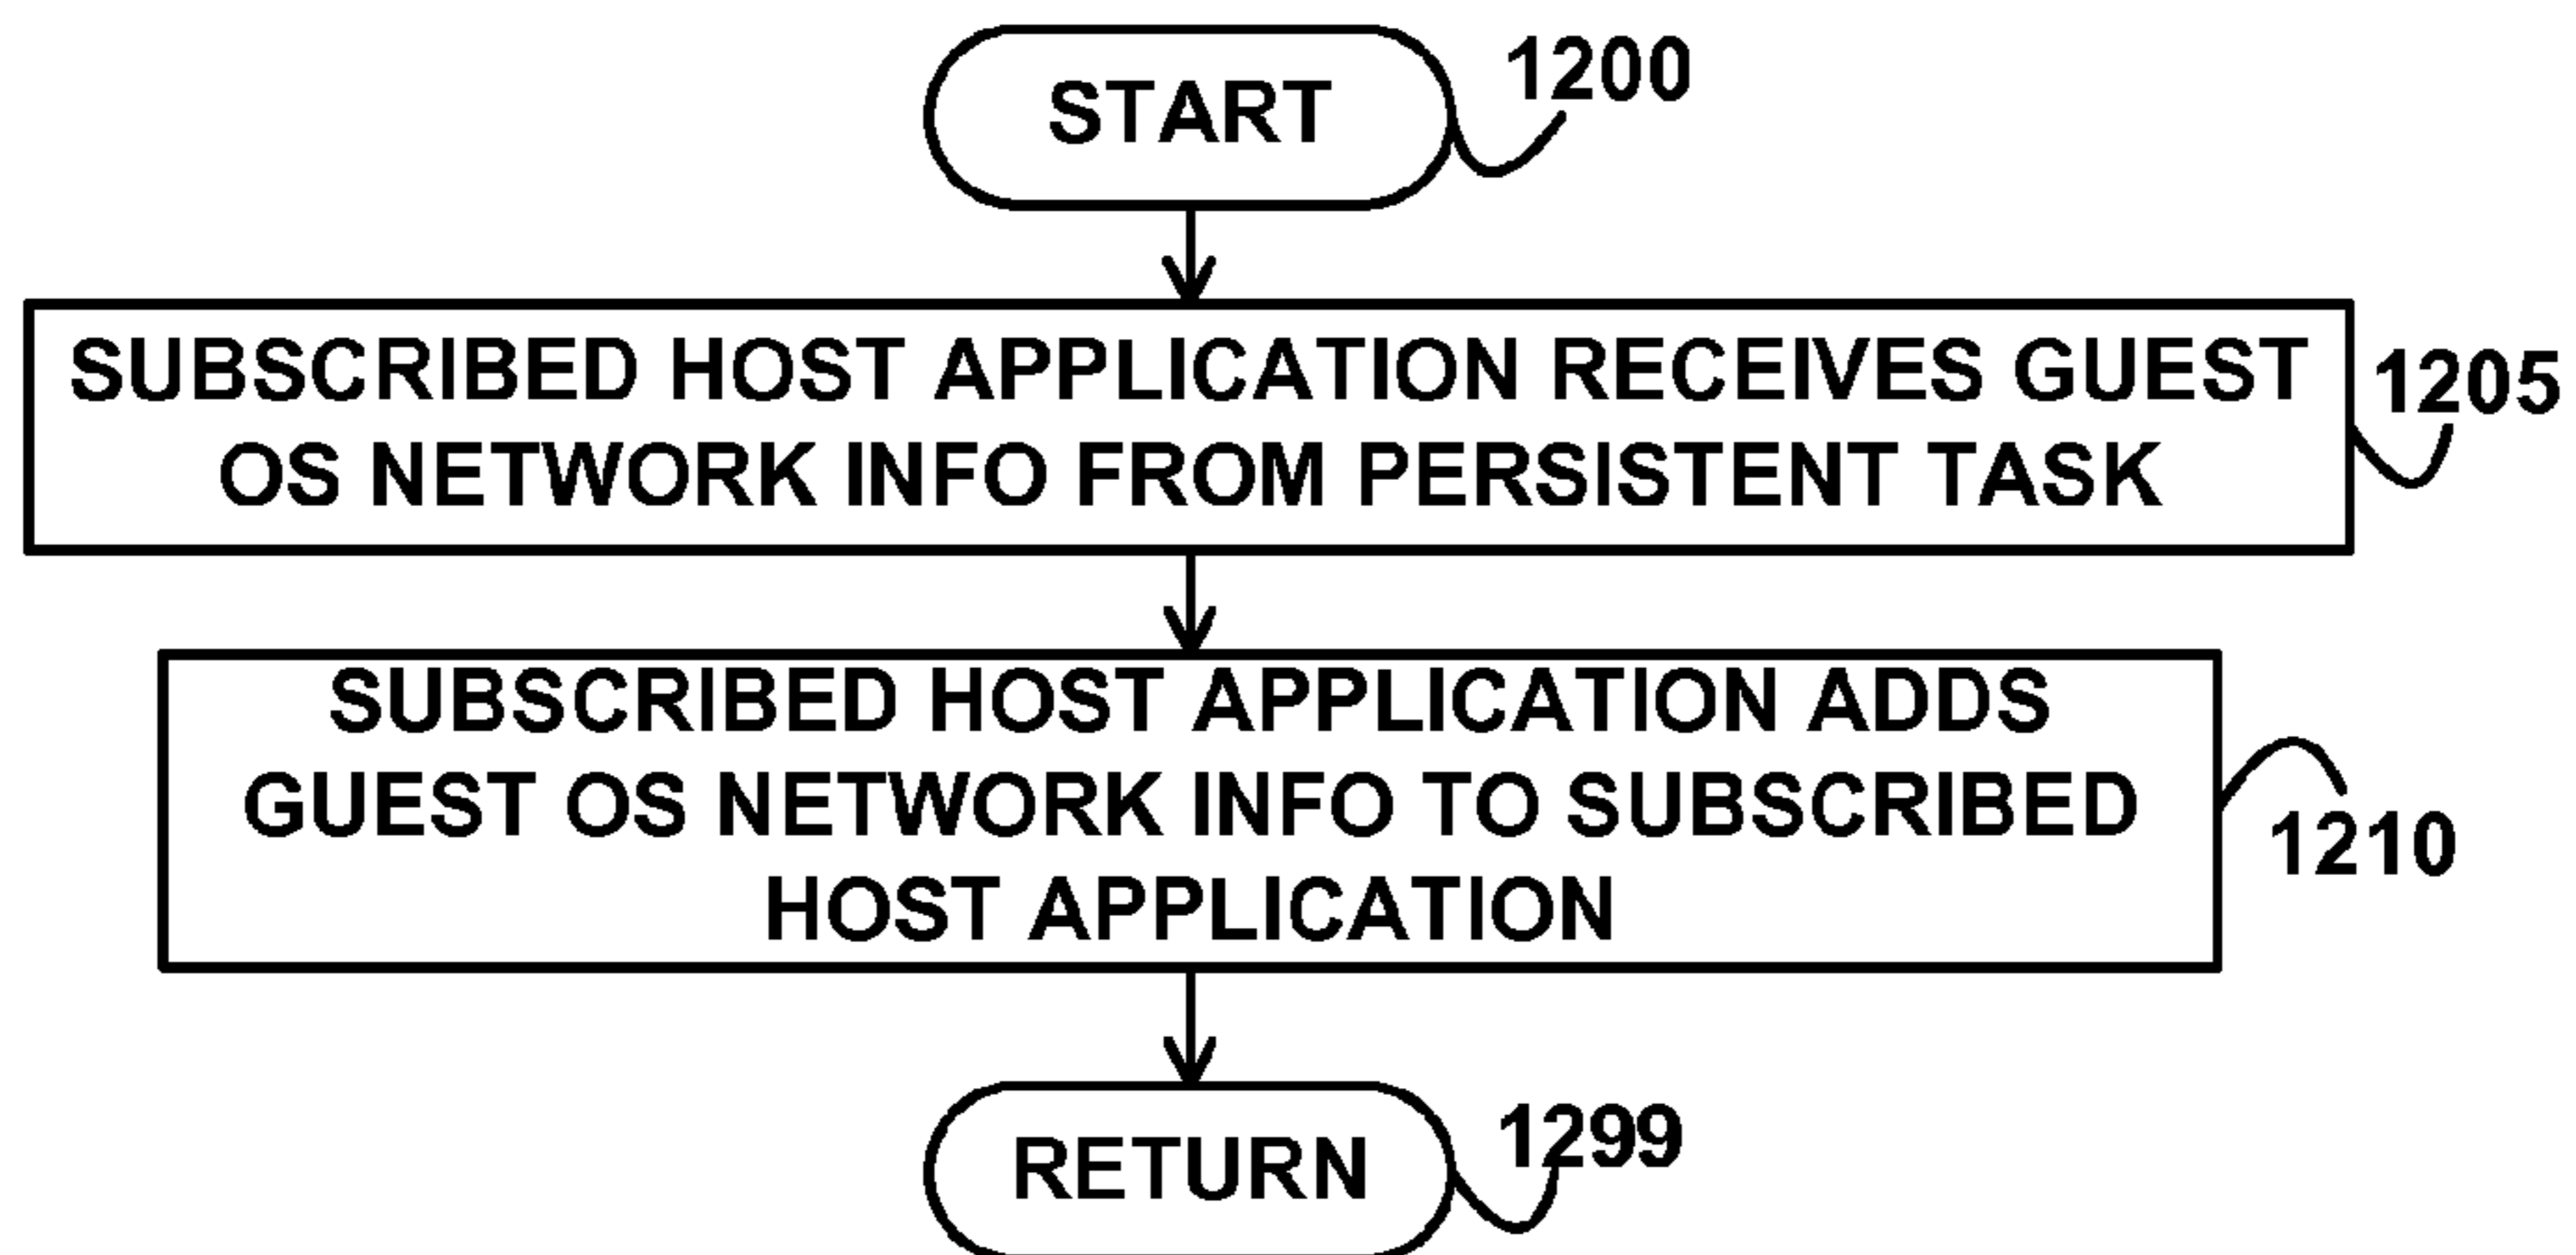 START
1200
SUBSCRIBED HOST APPLICATION RECEIVES GUEST
OS NETWORK INFO FROM PERSISTENT TASK
1205
SUBSCRIBED HOST APPLICATION ADDS
GUEST OS NETWORK INFO TO SUBSCRIBED
HOST APPLICATION
1210
RETURN
1299